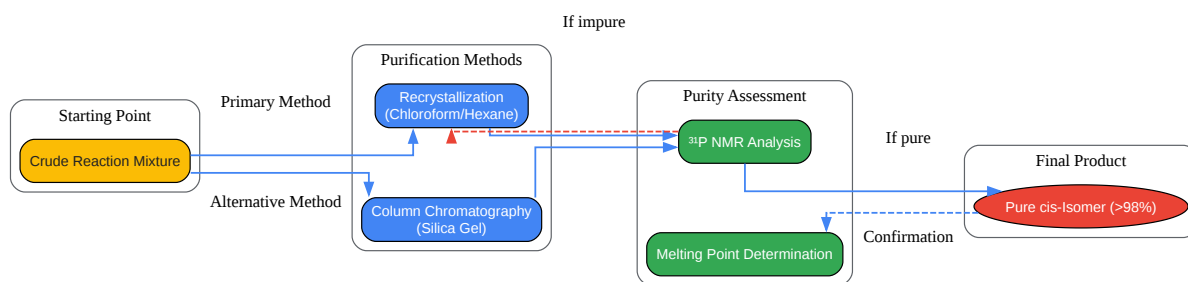 If impure
Purification Methods
Recrystallization
(Chloroform/Hexane)
Primary Method
Starting Point
Crude Reaction Mixture
Alternative Method
Column Chromatography
(Silica Gel)
Purity Assessment
³¹P NMR Analysis
If pure
Final Product
Pure cis-Isomer (>98%)
Confirmation
Melting Point Determination